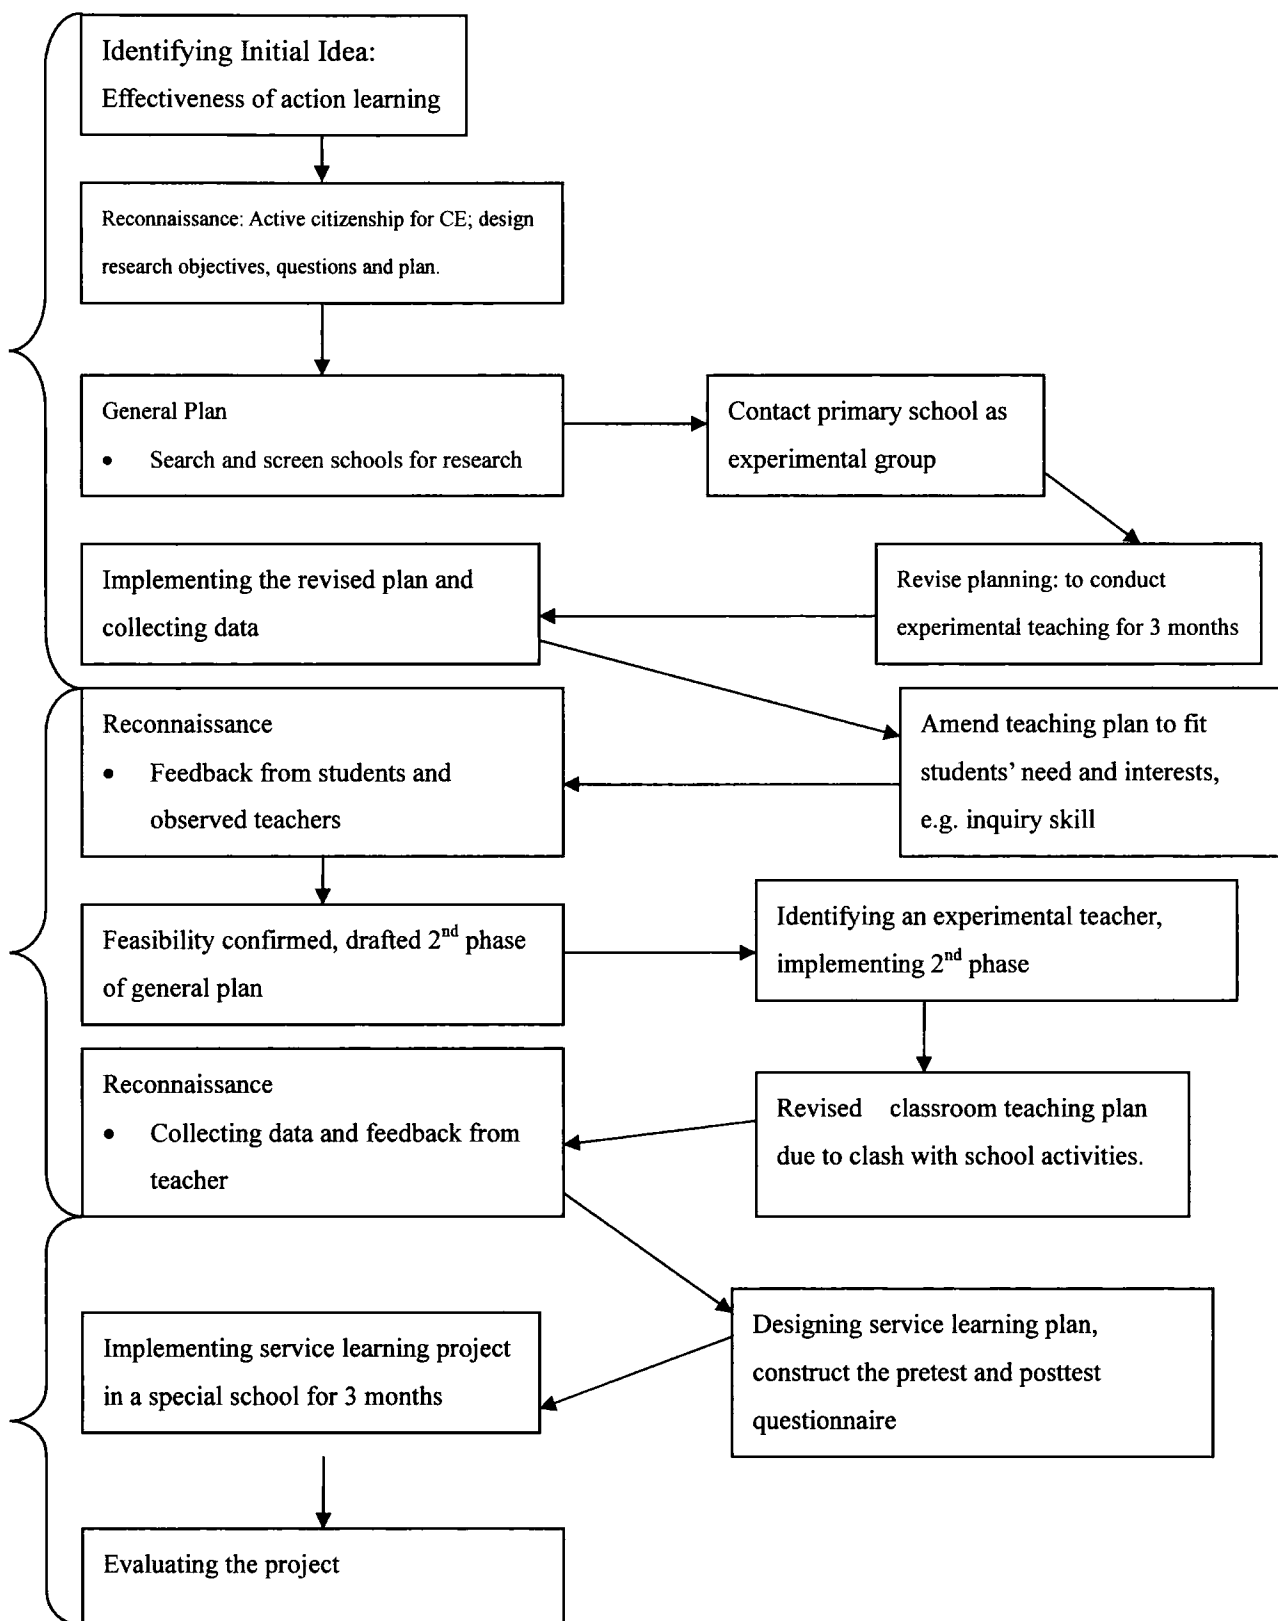 Identifying Initial Idea:
Effectiveness of action learning
Reconnaissance: Active citizenship for CE; design
research objectives, questions and plan.
General Plan
• Search and screen schools for research
Contact primary school as
experimental group
Revise planning: to conduct
experimental teaching for 3 months
Implementing the revised plan and
collecting data
Amend teaching plan to fit
students' need and interests,
e.g. inquiry skill
Reconnaissance
• Feedback from students and
observed teachers
Feasibility confirmed, drafted 2nd phase
of general plan
Identifying an experimental teacher,
implementing 2nd phase
Revised classroom teaching plan
due to clash with school activities.
Reconnaissance
• Collecting data and feedback from
teacher
Designing service learning plan,
construct the pretest and posttest
questionnaire
Implementing service learning project
in a special school for 3 months
Evaluating the project